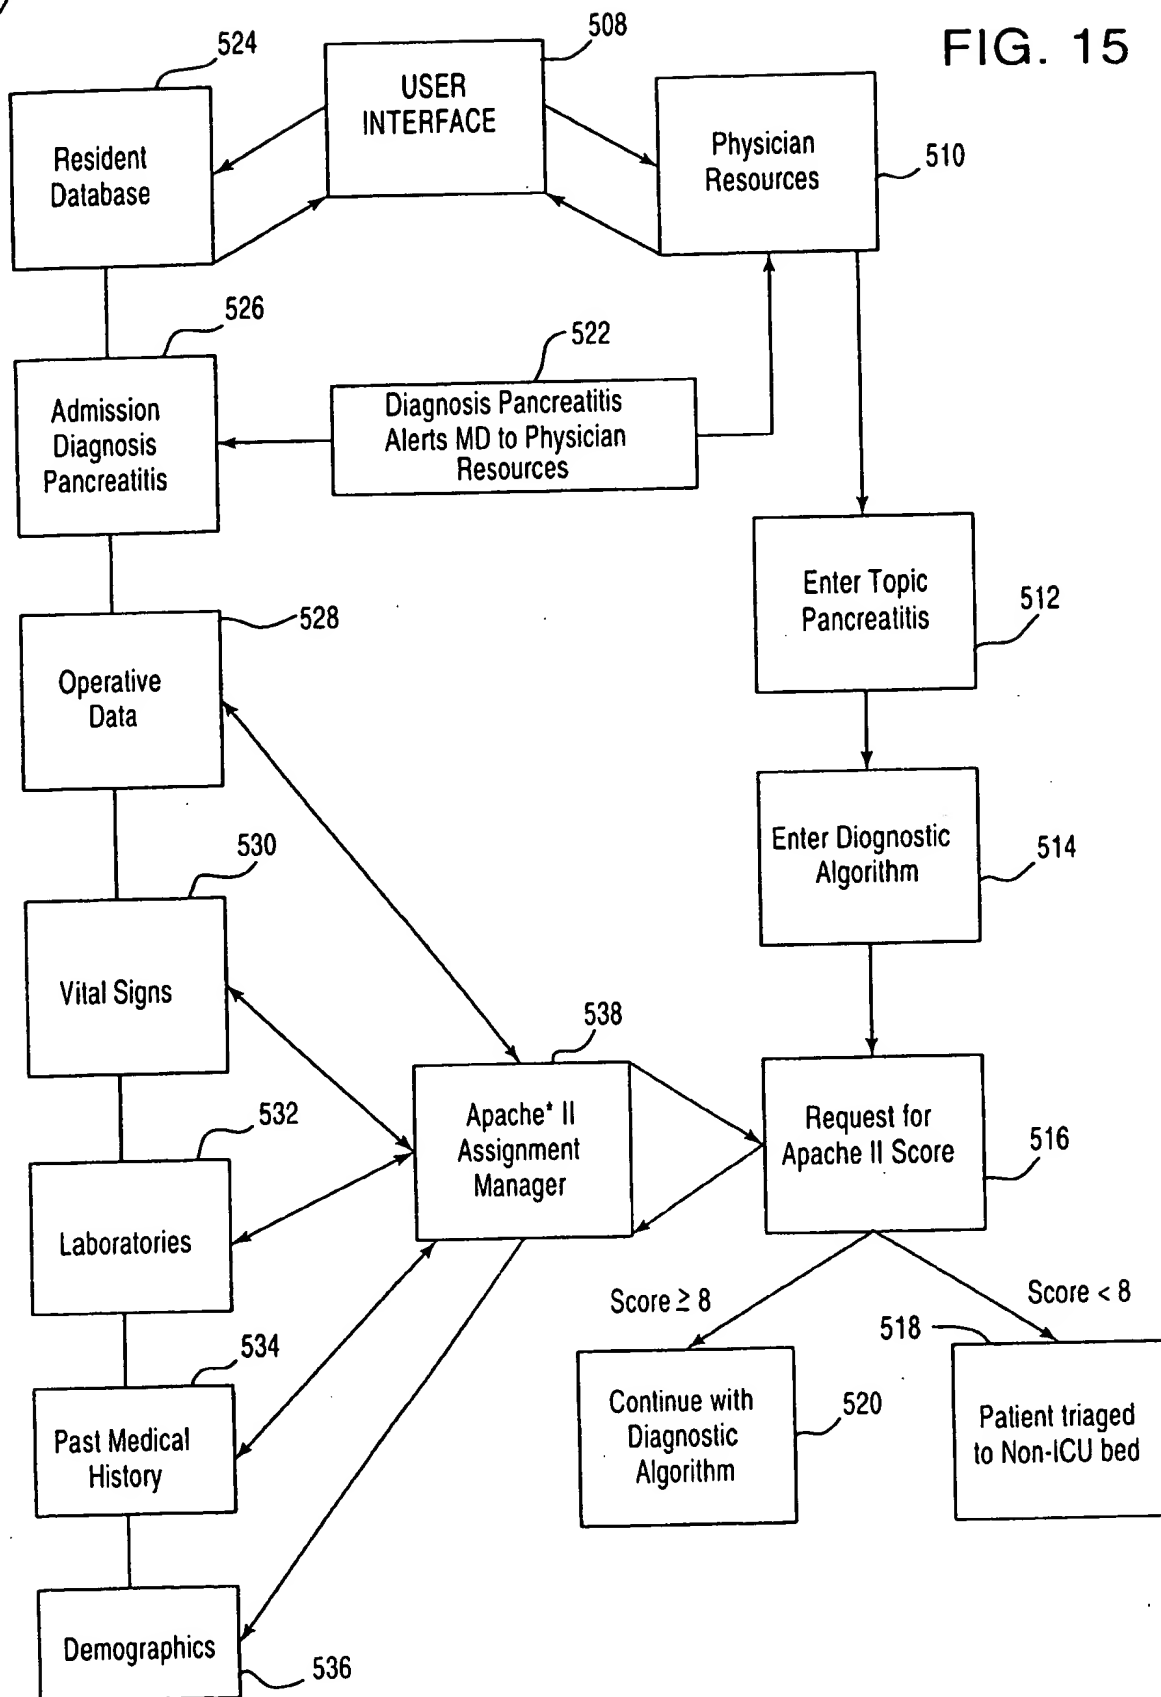 FIG. 15
524
508
USER
INTERFACE
Resident
Database
Physician
Resources
510
526
522
Admission
Diagnosis
Pancreatitis
Diagnosis Pancreatitis
Alerts MD to Physician
Resources
528
Operative
Data
Enter Topic
Pancreatitis
512
530
Vital Signs
Enter Diognostic
Algorithm
514
538
532
Apache* II
Assignment
Manager
Request for
Apache II Score
516
Laboratories
Score ≥ 8
Score < 8
534
518
Past Medical
History
Continue with
Diagnostic
Algorithm
520
Patient triaged
to Non-ICU bed
Demographics
536